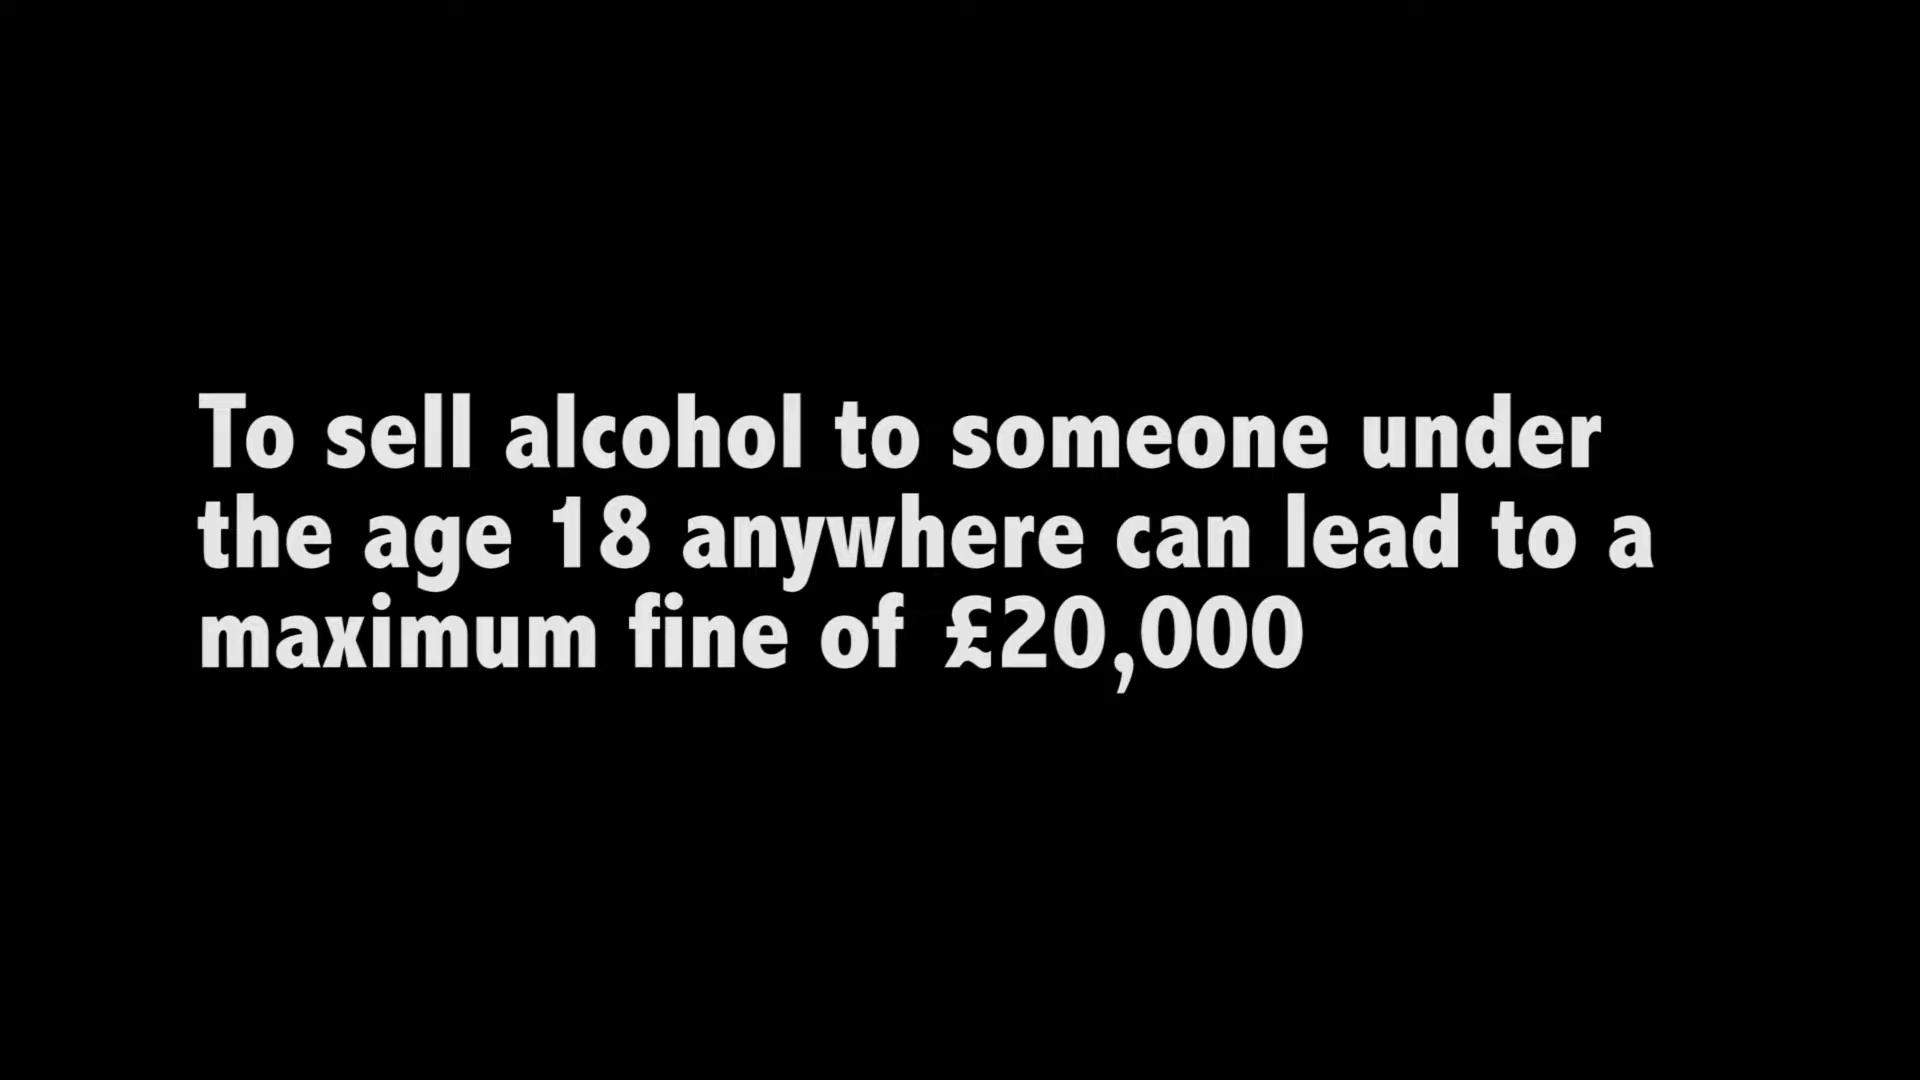 To sell alcohol to someone under
the age 18 anywhere can lead to a
maximum fine of £20,000